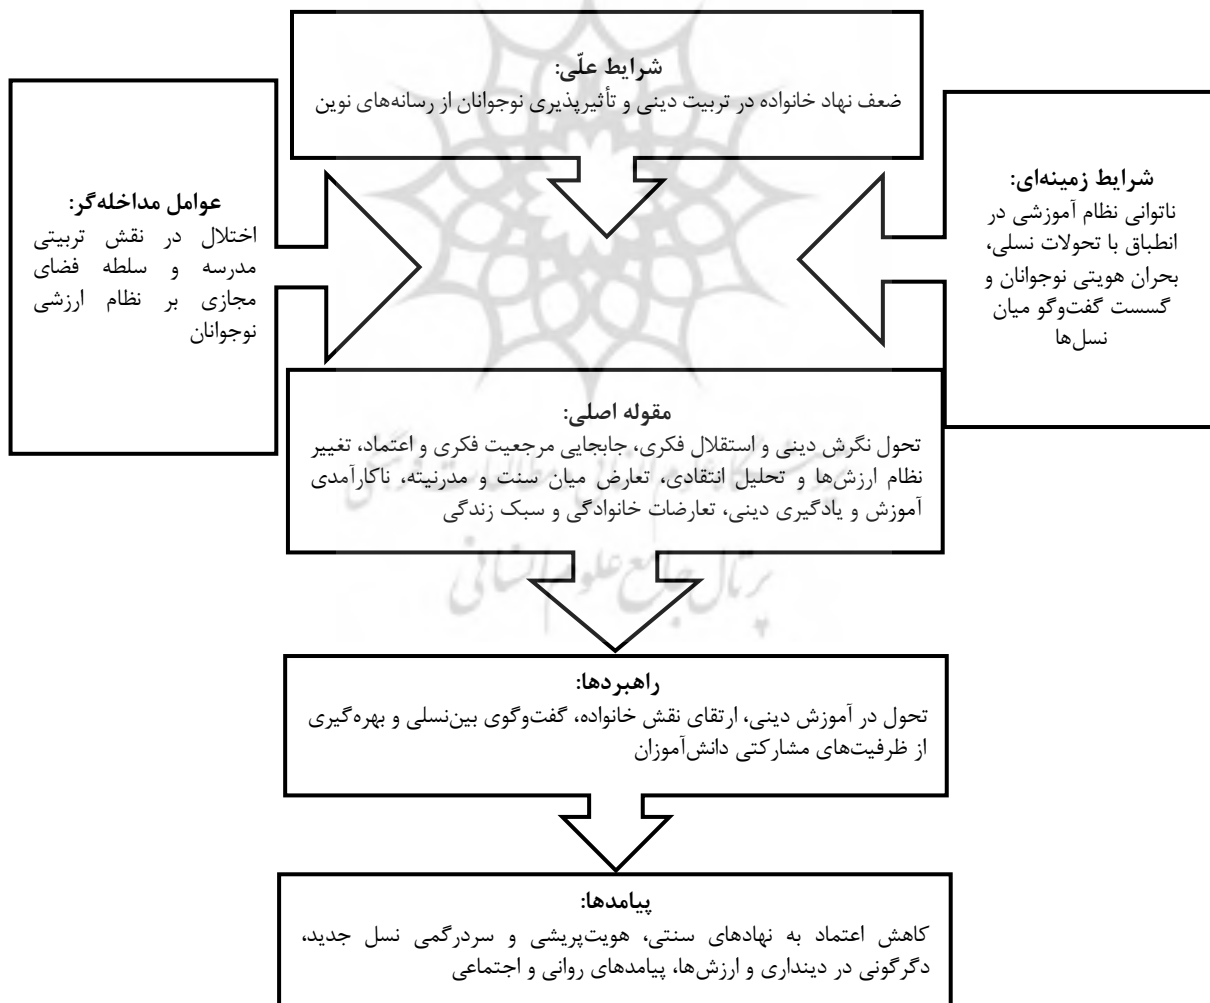 شرایط علّی:
ضعف نهاد خانواده در تربیت دینی و تأثیرپذیری نوجوانان از رسانه‌های نوین
شرایط زمینه‌ای:
ناتوانی نظام آموزشی در
انطباق با تحولات نسلی،
بحران هویتی نوجوانان و
گسست گفت‌وگو میان
نسل‌ها
عوامل مداخله‌گر:
اختلال در نقش تربیتی
مدرسه و سلطه فضای
مجازی بر نظام ارزشی
نوجوانان
مقوله اصلی:
تحول نگرش دینی و استقلال فکری، جابجایی مرجعیت فکری و اعتماد، تغییر
نظام ارزش‌ها و تحلیل انتقادی، تعارض میان سنت و مدرنیته، ناکارآمدی
آموزش و یادگیری دینی، تعارضات خانوادگی و سبک زندگی
پرتال جامع علوم انسانی
راهبردها:
تحول در آموزش دینی، ارتقای نقش خانواده، گفت‌وگوی بین‌نسلی و بهره‌گیری
از ظرفیت‌های مشارکتی دانش‌آموزان
پیامدها:
کاهش اعتماد به نهادهای سنتی، هویت‌پریشی و سردرگمی نسل جدید،
دگرگونی در دینداری و ارزش‌ها، پیامدهای روانی و اجتماعی